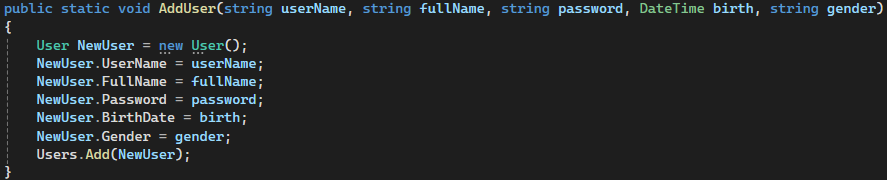 public static void AddUser(string userName, string fullName, string password, DateTime birth, string gender)
{
    User NewUser = new User();
    NewUser.UserName = userName;
    NewUser.FullName = fullName;
    NewUser.Password = password;
    NewUser.BirthDate = birth;
    NewUser.Gender = gender;
    Users.Add(NewUser);
}